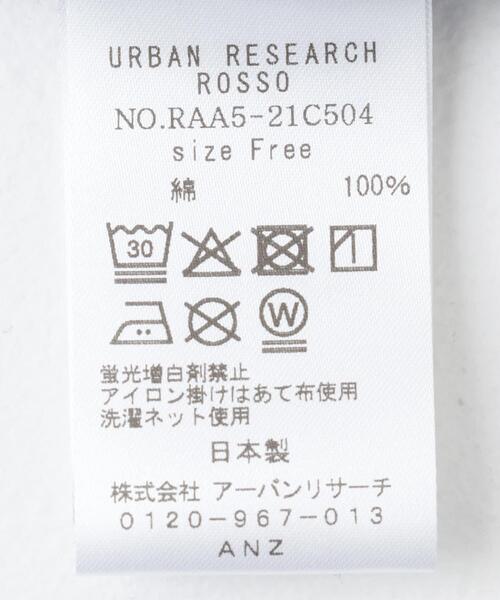 URBAN RESEARCH
ROSSO
NO.RAA5-21C504
size Free
綿 100%
30
W
蛍光増白剤禁止
アイロン掛けはあて布使用
洗濯ネット使用
日本製
株式会社 アーバンリサーチ
0120-967-013
ANZ